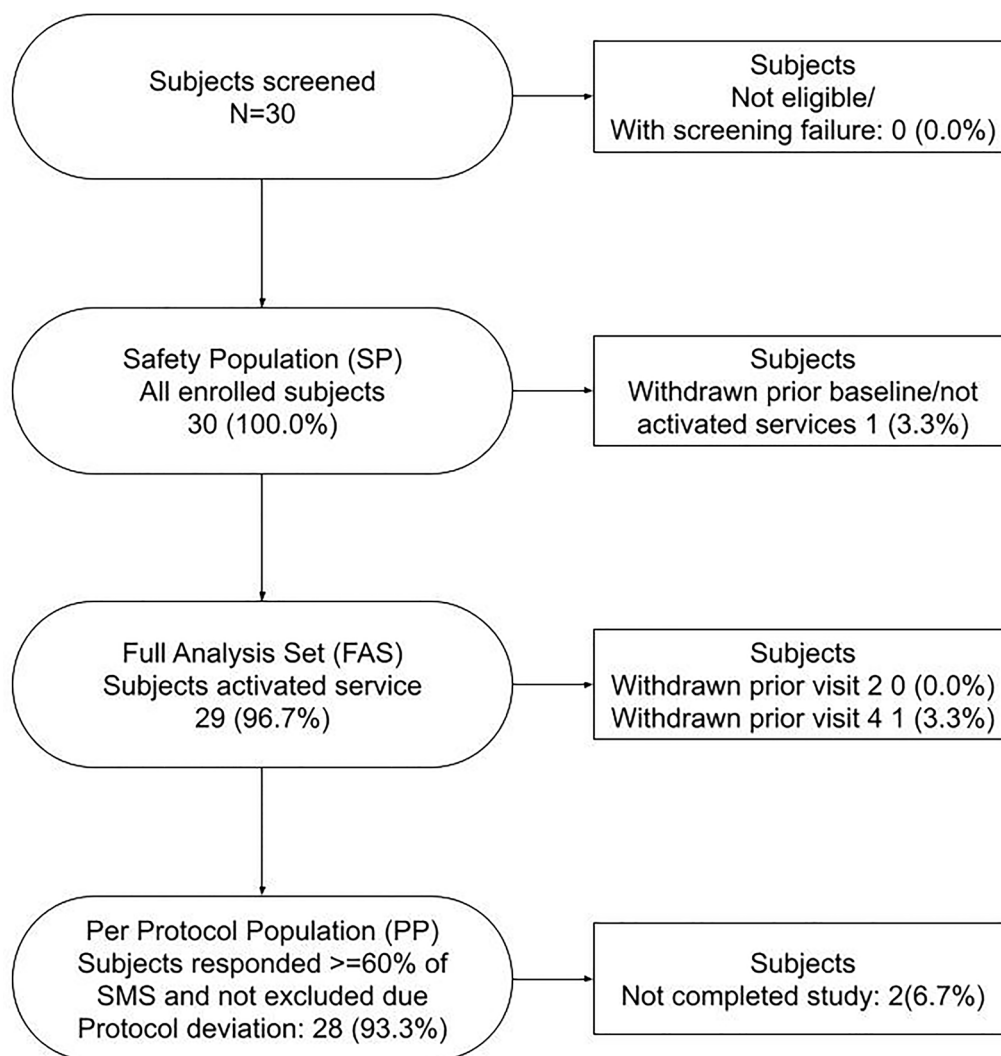 Subjects screened
N=30
Subjects
Not eligible/
With screening failure: 0 (0.0%)
Safety Population (SP)
All enrolled subjects
30 (100.0%)
Subjects
Withdrawn prior baseline/not
activated services 1 (3.3%)
Full Analysis Set (FAS)
Subjects activated service
29 (96.7%)
Subjects
Withdrawn prior visit 2 0 (0.0%)
Withdrawn prior visit 4 1 (3.3%)
Per Protocol Population (PP)
Subjects responded >=60% of
SMS and not excluded due
Protocol deviation: 28 (93.3%)
Subjects
Not completed study: 2(6.7%)